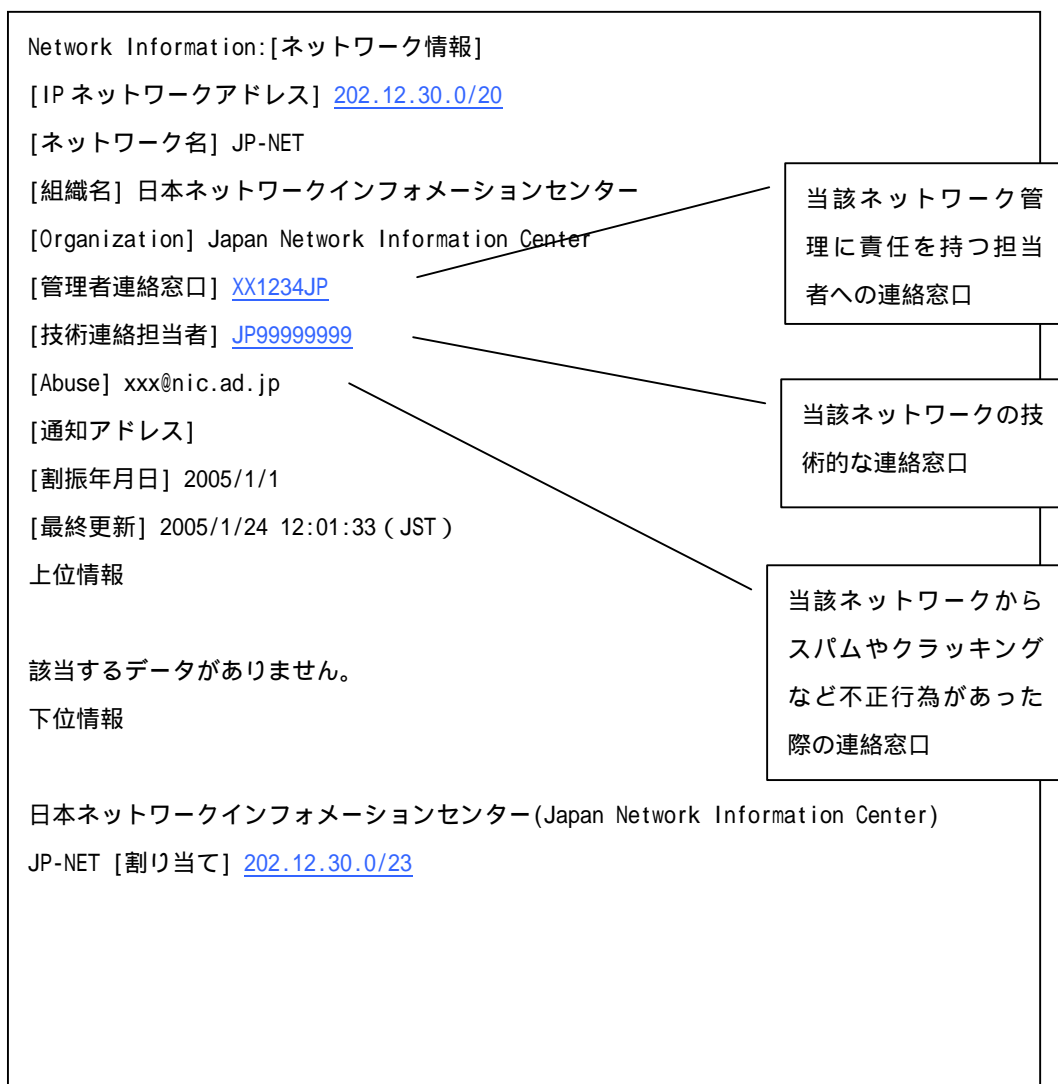 Network Information:[ネットワーク情報]
[IPネットワークアドレス] 202.12.30.0/20
[ネットワーク名] JP-NET
[組織名] 日本ネットワークインフォメーションセンター
[Organization] Japan Network Information Center
[管理者連絡窓口] XX1234JP
[技術連絡担当者] JP99999999
[Abuse] xxx@nic.ad.jp
[通知アドレス]
[割振年月日] 2005/1/1
[最終更新] 2005/1/24 12:01:33(JST)
上位情報
該当するデータがありません。
下位情報
日本ネットワークインフォメーションセンター(Japan Network Information Center)
JP-NET [割り当て] 202.12.30.0/23
当該ネットワーク管
理に責任を持つ担当
者への連絡窓口
当該ネットワークの技
術的な連絡窓口
当該ネットワークから
スパムやクラッキング
など不正行為があった
際の連絡窓口